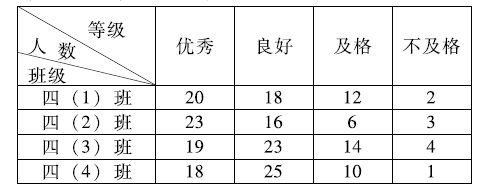 等级
人数
班级
优秀 良好 及格 不及格
四（1）班 20 18 12 2
四（2）班 23 16 6 3
四（3）班 19 23 14 4
四（4）班 18 25 10 1